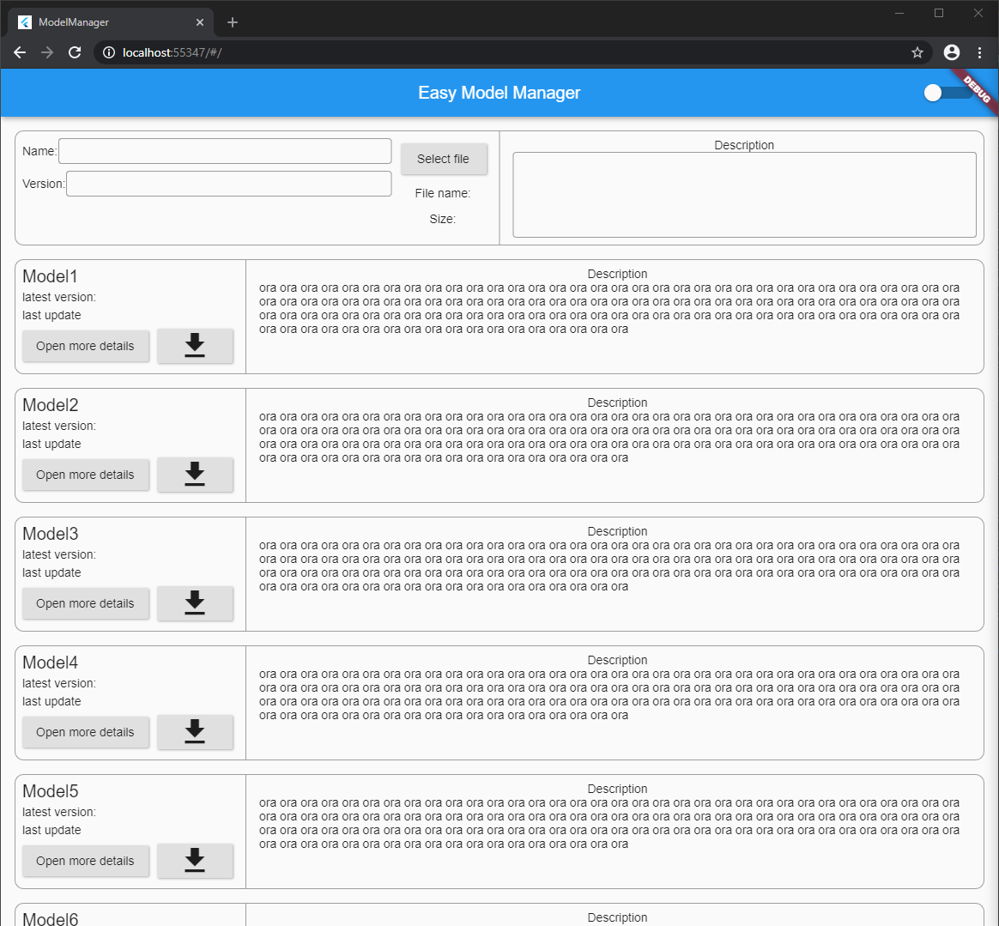 ModelManager
localhost:55347/#/
Easy Model Manager
DEBUG
Name:
Select file
Description
Version:
File name:
Size:
Model1
latest version:
last update
Open more details
Description
ora ora ora ora ora ora ora ora ora ora ora ora ora ora ora ora ora ora ora ora ora ora ora ora ora ora ora ora ora ora ora ora ora ora
ora ora ora ora ora ora ora ora ora ora ora ora ora ora ora ora ora ora ora ora ora ora ora ora ora ora ora ora ora ora ora ora ora ora
ora ora ora ora ora ora ora ora ora ora ora ora ora ora ora ora ora ora ora ora ora ora ora ora ora ora ora ora ora ora ora ora ora ora
ora ora ora ora ora ora ora ora ora ora ora ora ora ora ora ora ora ora
Model2
latest version:
last update
Open more details
Description
ora ora ora ora ora ora ora ora ora ora ora ora ora ora ora ora ora ora ora ora ora ora ora ora ora ora ora ora ora ora ora ora ora ora
ora ora ora ora ora ora ora ora ora ora ora ora ora ora ora ora ora ora ora ora ora ora ora ora ora ora ora ora ora ora ora ora ora ora
ora ora ora ora ora ora ora ora ora ora ora ora ora ora ora ora ora ora ora ora ora ora ora ora ora ora ora ora ora ora ora ora ora ora
ora ora ora ora ora ora ora ora ora ora ora ora ora ora ora ora ora ora
Model3
latest version:
last update
Open more details
Description
ora ora ora ora ora ora ora ora ora ora ora ora ora ora ora ora ora ora ora ora ora ora ora ora ora ora ora ora ora ora ora ora ora ora
ora ora ora ora ora ora ora ora ora ora ora ora ora ora ora ora ora ora ora ora ora ora ora ora ora ora ora ora ora ora ora ora ora ora
ora ora ora ora ora ora ora ora ora ora ora ora ora ora ora ora ora ora ora ora ora ora ora ora ora ora ora ora ora ora ora ora ora ora
ora ora ora ora ora ora ora ora ora ora ora ora ora ora ora ora ora ora
Model4
latest version:
last update
Open more details
Description
ora ora ora ora ora ora ora ora ora ora ora ora ora ora ora ora ora ora ora ora ora ora ora ora ora ora ora ora ora ora ora ora ora ora
ora ora ora ora ora ora ora ora ora ora ora ora ora ora ora ora ora ora ora ora ora ora ora ora ora ora ora ora ora ora ora ora ora ora
ora ora ora ora ora ora ora ora ora ora ora ora ora ora ora ora ora ora ora ora ora ora ora ora ora ora ora ora ora ora ora ora ora ora
ora ora ora ora ora ora ora ora ora ora ora ora ora ora ora ora ora ora
Model5
latest version:
last update
Open more details
Description
ora ora ora ora ora ora ora ora ora ora ora ora ora ora ora ora ora ora ora ora ora ora ora ora ora ora ora ora ora ora ora ora ora ora
ora ora ora ora ora ora ora ora ora ora ora ora ora ora ora ora ora ora ora ora ora ora ora ora ora ora ora ora ora ora ora ora ora ora
ora ora ora ora ora ora ora ora ora ora ora ora ora ora ora ora ora ora ora ora ora ora ora ora ora ora ora ora ora ora ora ora ora ora
ora ora ora ora ora ora ora ora ora ora ora ora ora ora ora ora ora ora
Model6
Description